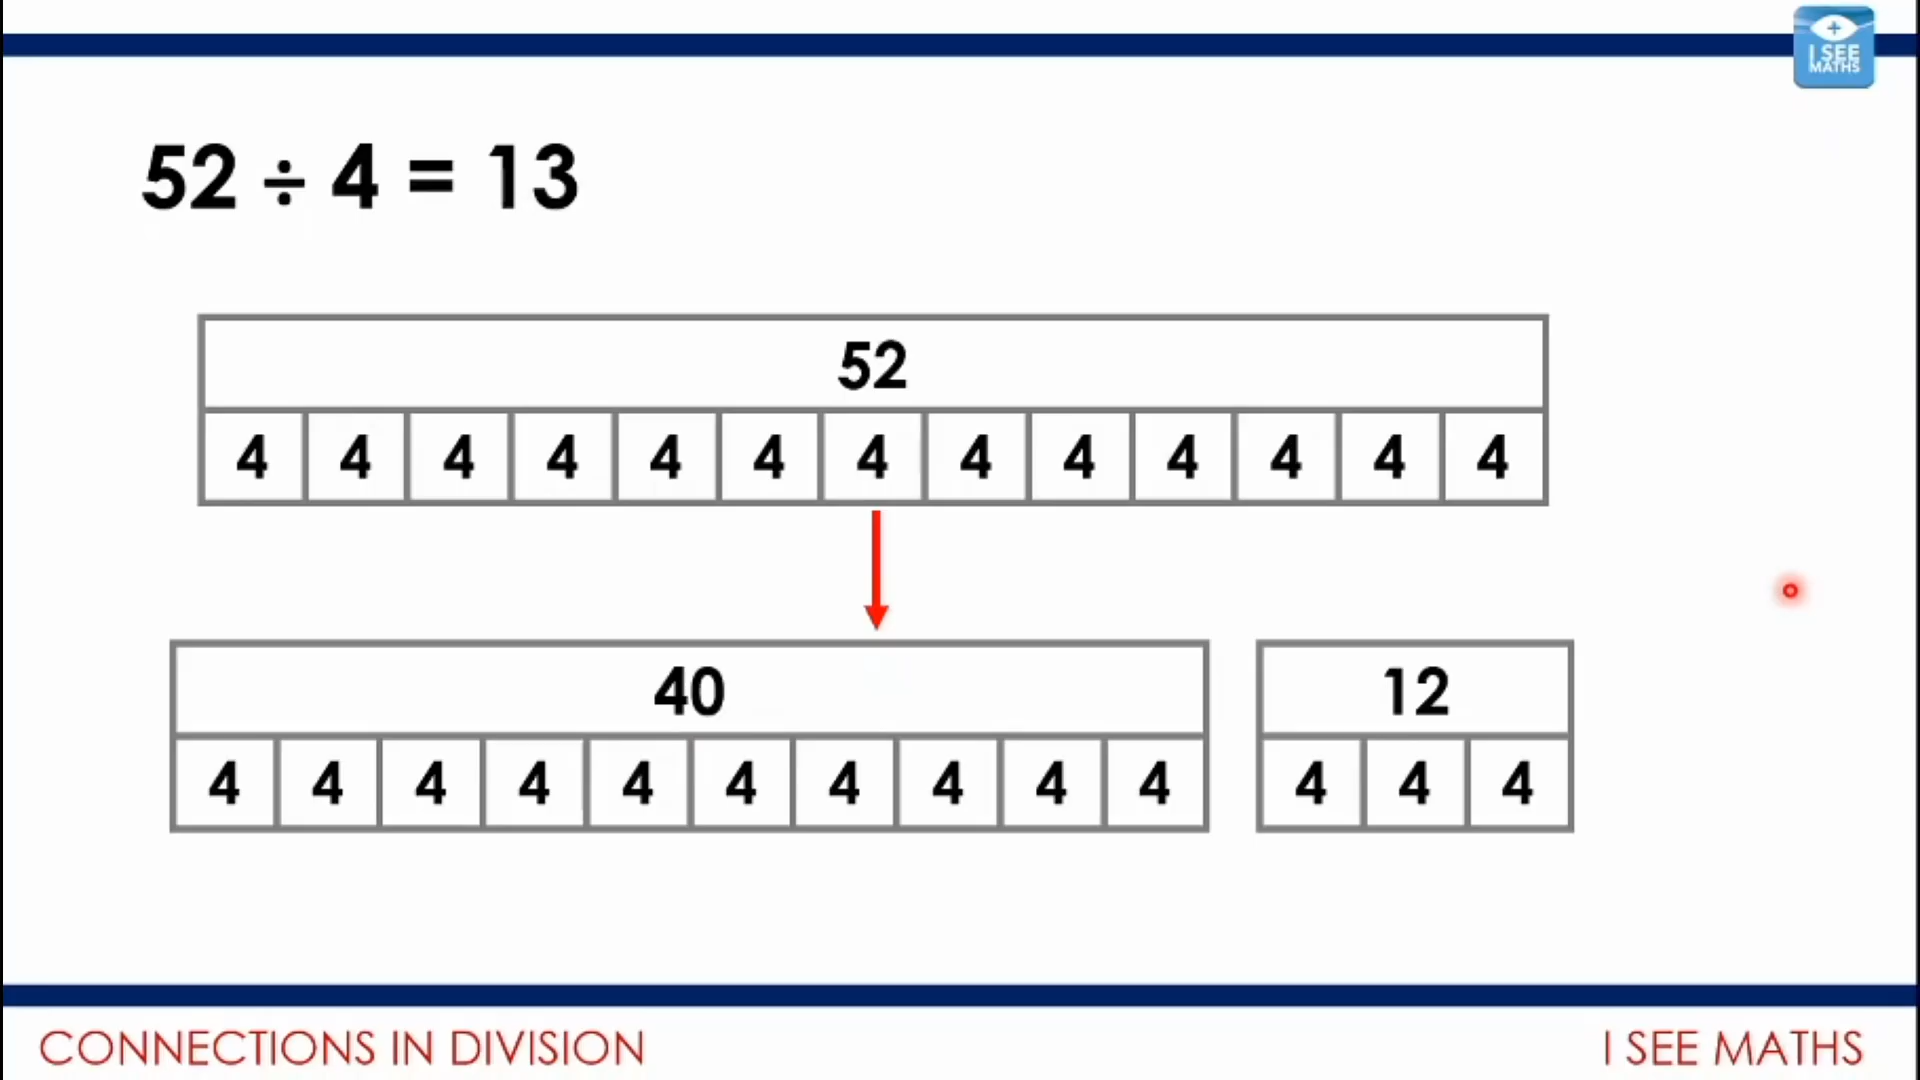 I SEE
MATHS
52 ÷ 4 = 13
52
4 4 4 4 4 4 4 4 4 4 4 4 4
40 12
4 4 4 4 4 4 4 4 4 4 4 4 4
CONNECTIONS IN DIVISION I SEE MATHS